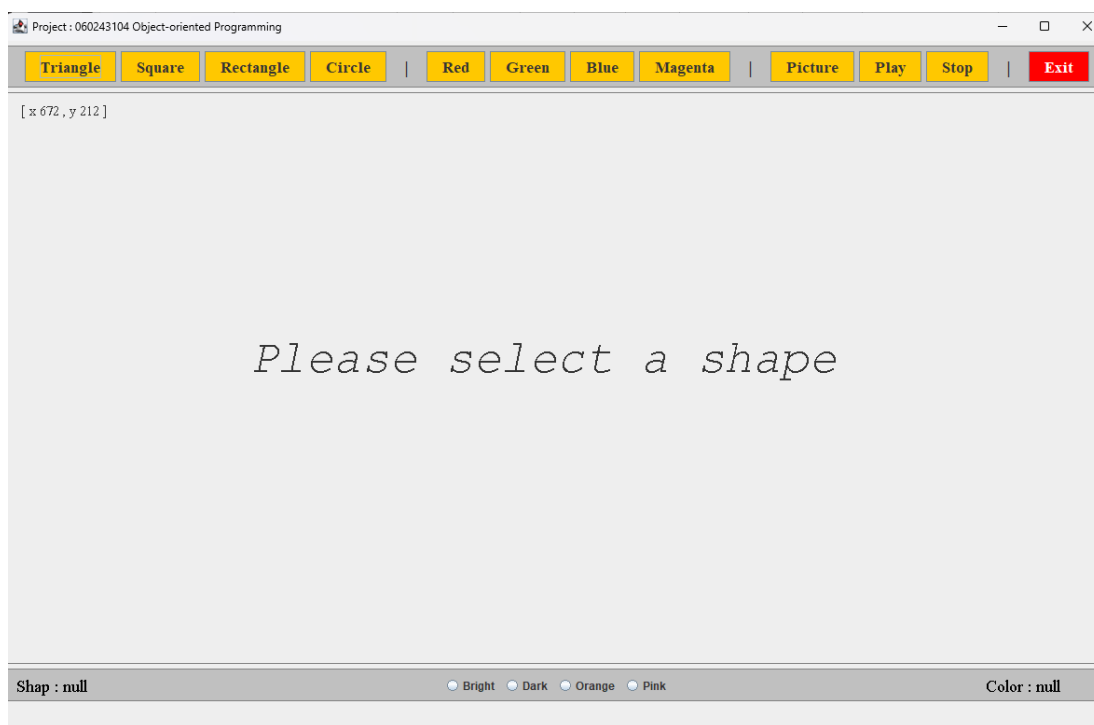 Project : 060243104 Object-oriented Programming
Triangle Square Rectangle Circle | Red Green Blue Magenta | Picture Play Stop | Exit
[ x 672 , y 212 ]
Please select a shape
Shap : null Bright Dark Orange Pink Color : null